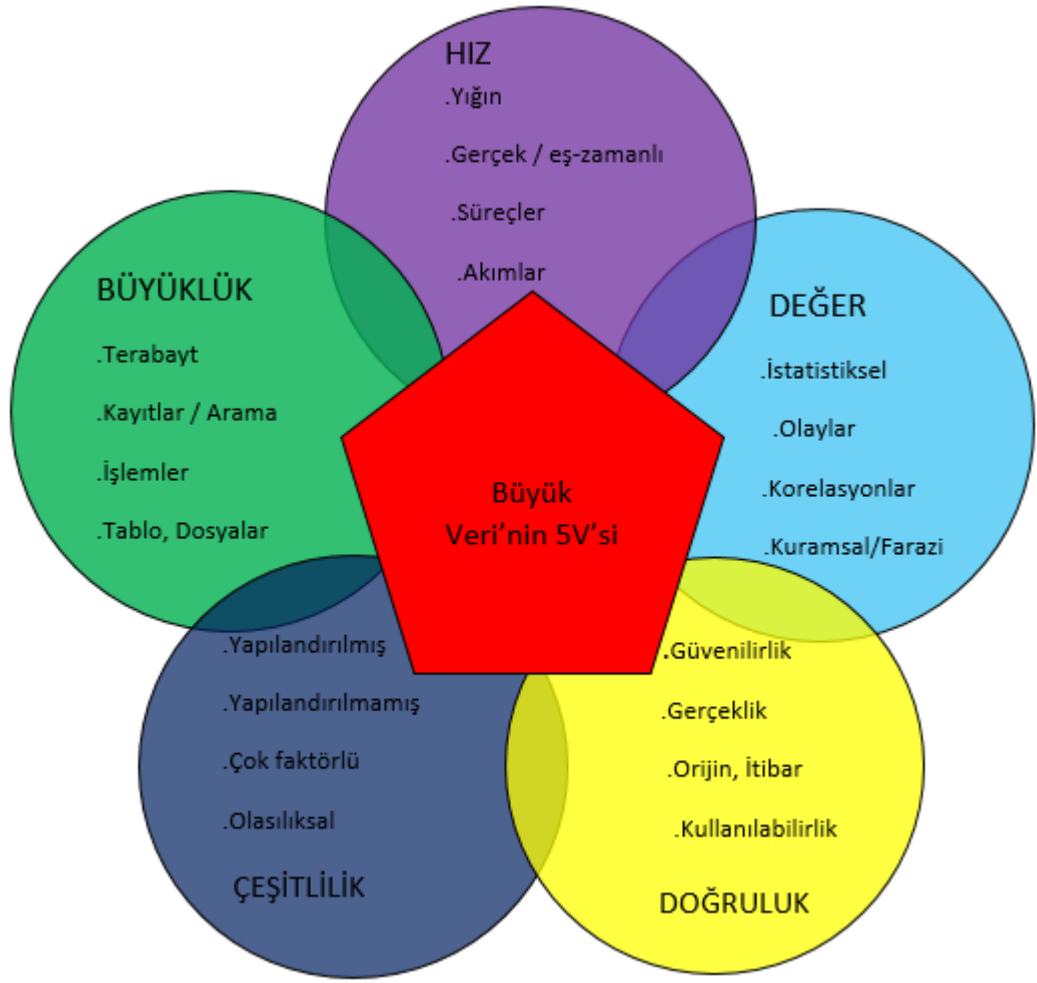 HIZ
.Yığın
.Gerçek / eş-zamanlı
.Süreçler
.Akımlar
BÜYÜKLÜK
.Terabayt
.Kayıtlar / Arama
.İşlemler
.Tablo, Dosyalar
DEĞER
.İstatistiksel
.Olaylar
.Korelasyonlar
.Kuramsal/Farazi
Büyük
Veri’nin 5V’si
.Yapılandırılmış
.Yapılandırılmamış
.Çok faktörlü
.Olasılıksal
ÇEŞİTLİLİK
.Güvenilirlik
.Gerçeklik
.Orijin, İtibar
.Kullanılabilirlik
DOĞRULUK